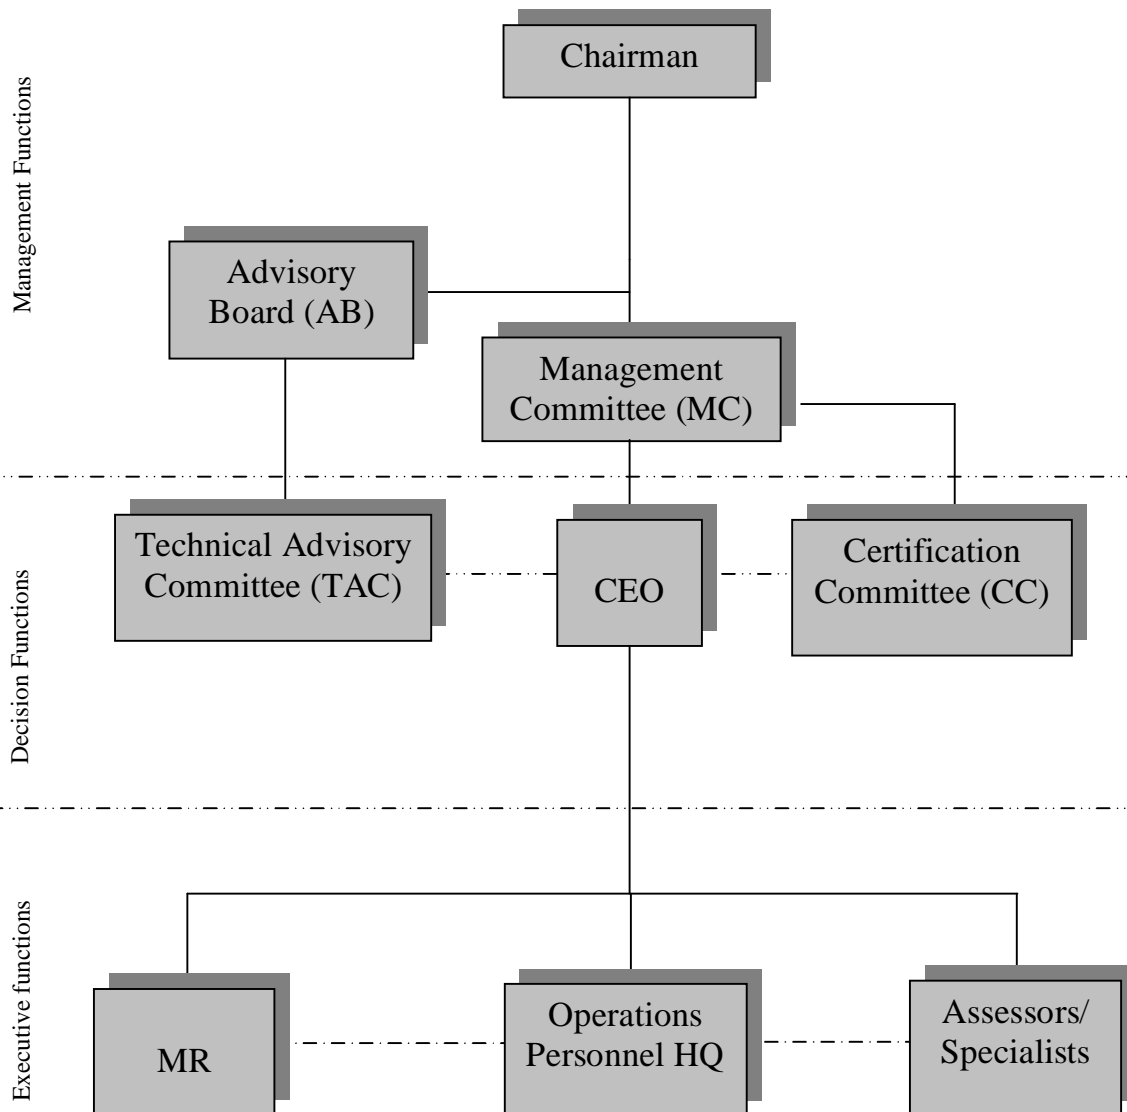 Management Functions
Chairman
Advisory
Board (AB)
Management
Committee (MC)
Decision Functions
Technical Advisory
Committee (TAC)
CEO
Certification
Committee (CC)
Executive functions
MR
Operations
Personnel HQ
Assessors/
Specialists